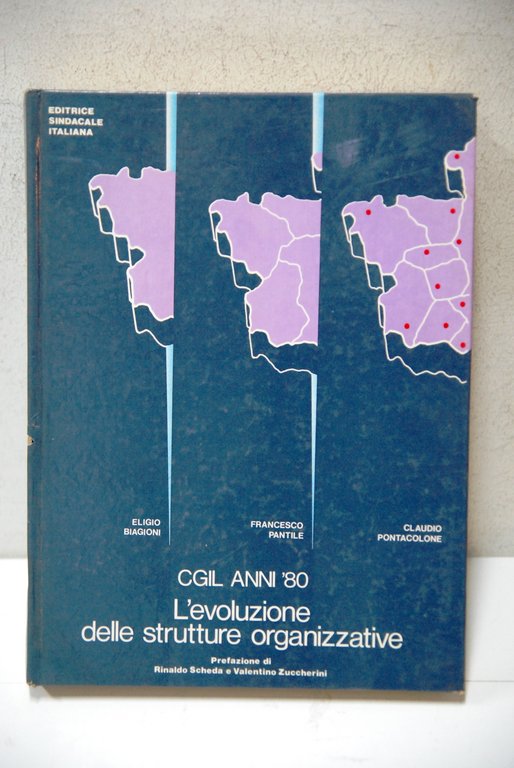 EDITRICE
SINDACALE
ITALIANA
ELIGIO
BIAGIONI
FRANCESCO
PANTILE
CLAUDIO
PONTACOLONE
CGIL ANNI '80
L'evoluzione
delle strutture organizzative
Prefazione di
Rinaldo Scheda e Valentino Zuccherini